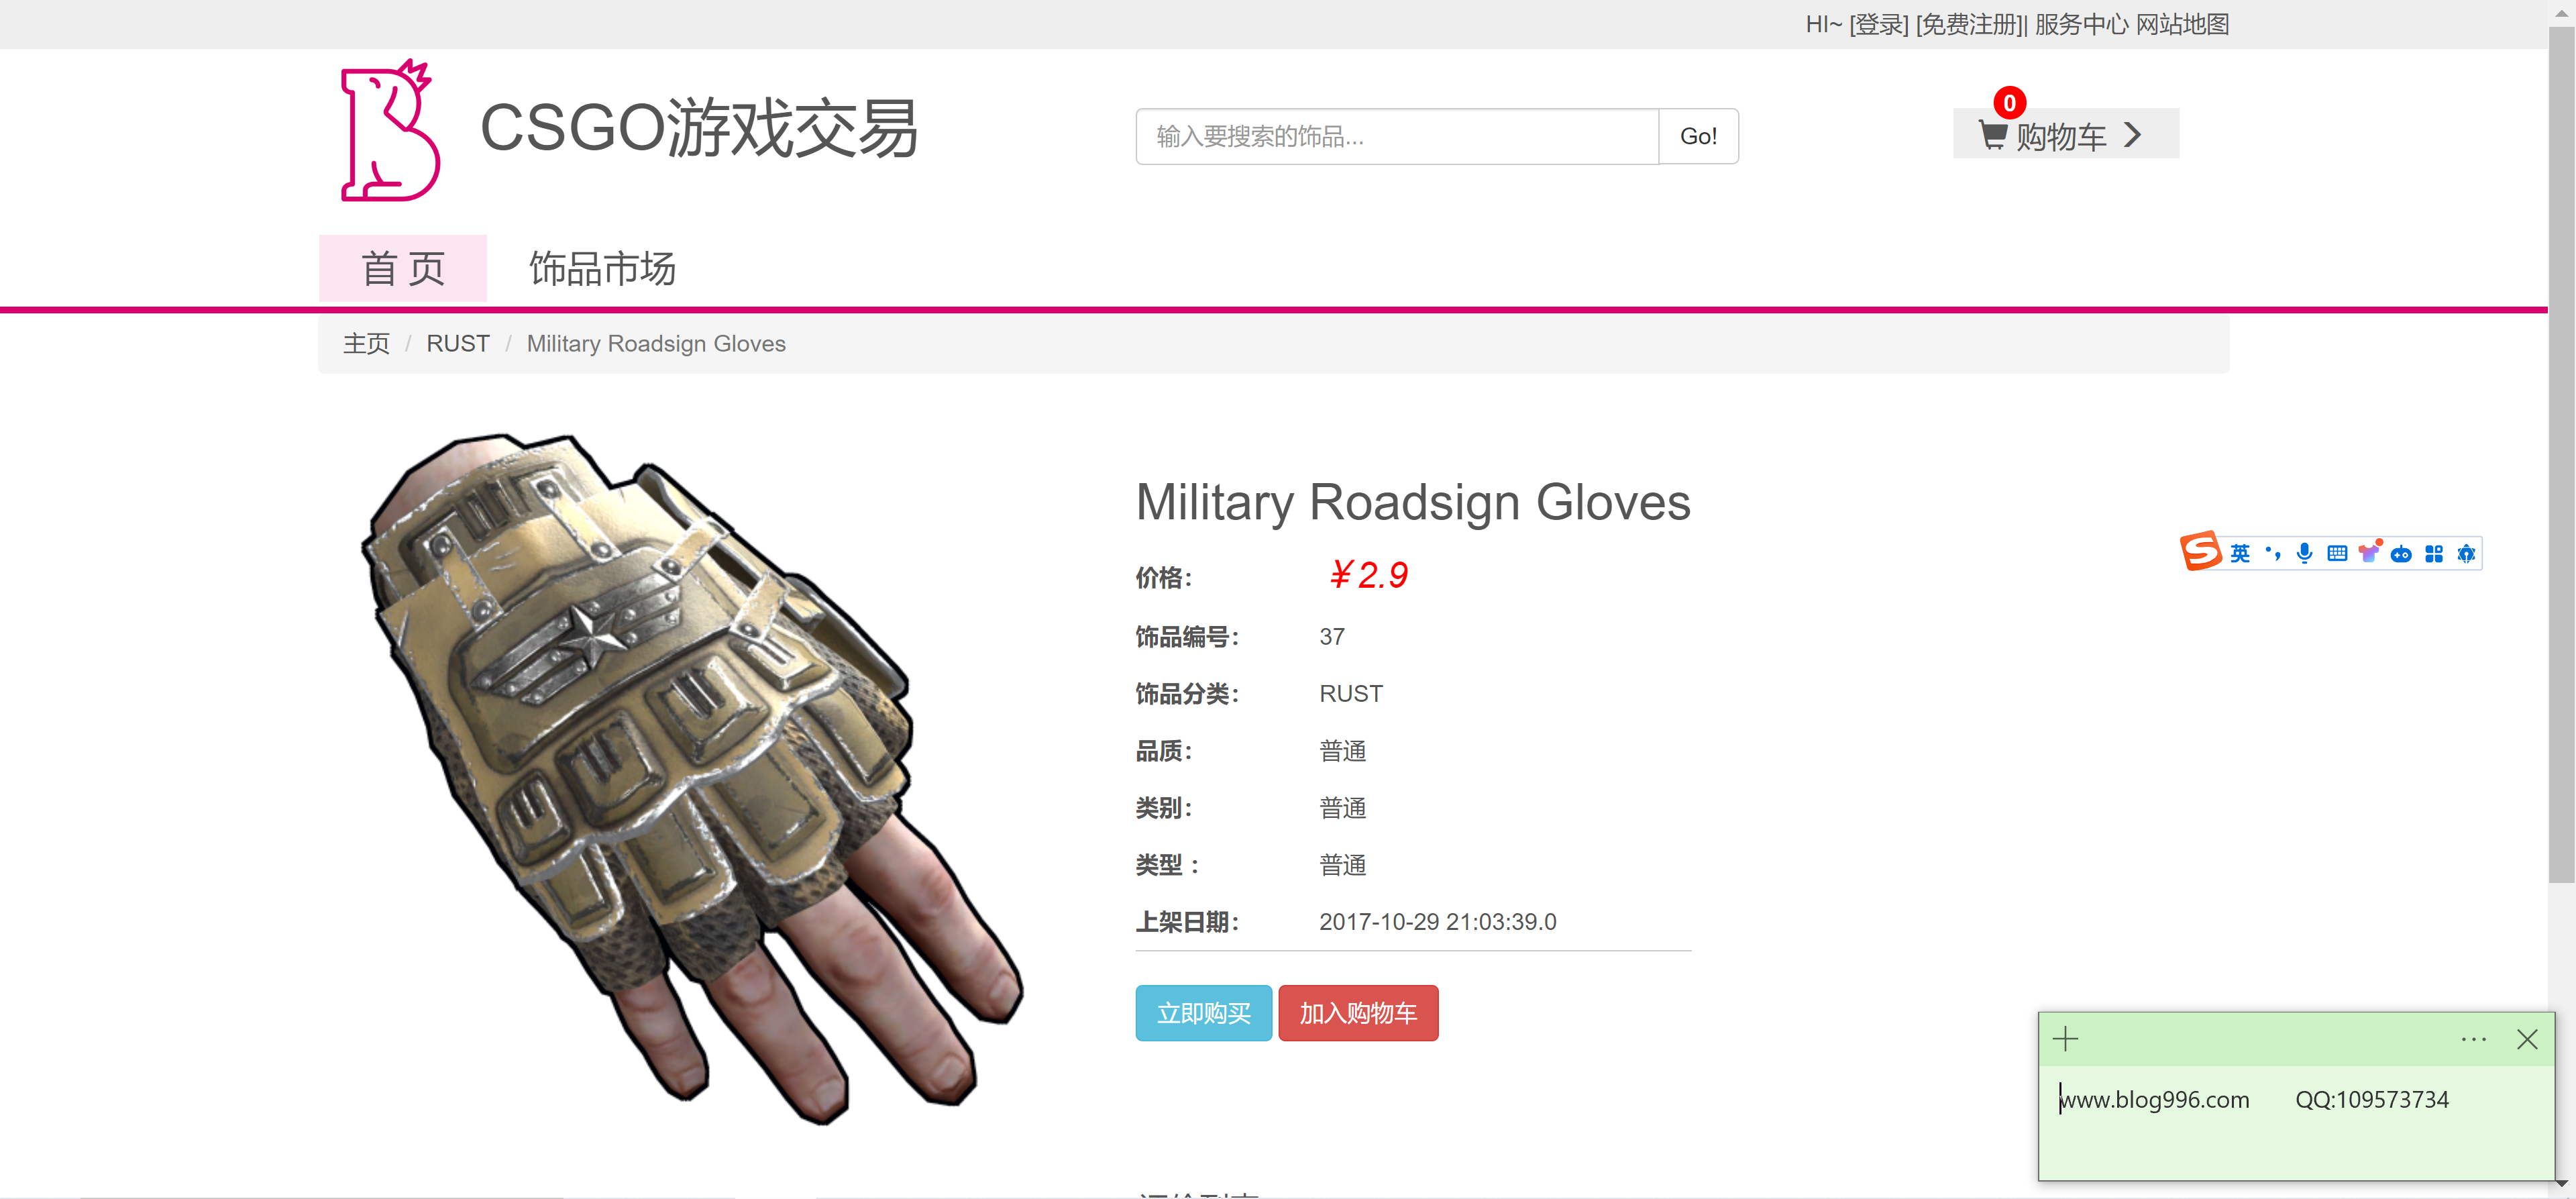 HI~ [登录] [免费注册]| 服务中心 网站地图
CSGO游戏交易
输入要搜索的饰品...
Go!
0
购物车
首 页
饰品市场
主页 / RUST / Military Roadsign Gloves
Military Roadsign Gloves
价格： ￥2.9
饰品编号： 37
饰品分类： RUST
品质： 普通
类别： 普通
类型 ： 普通
上架日期： 2017-10-29 21:03:39.0
立即购买
加入购物车
英
www.blog996.com QQ:109573734